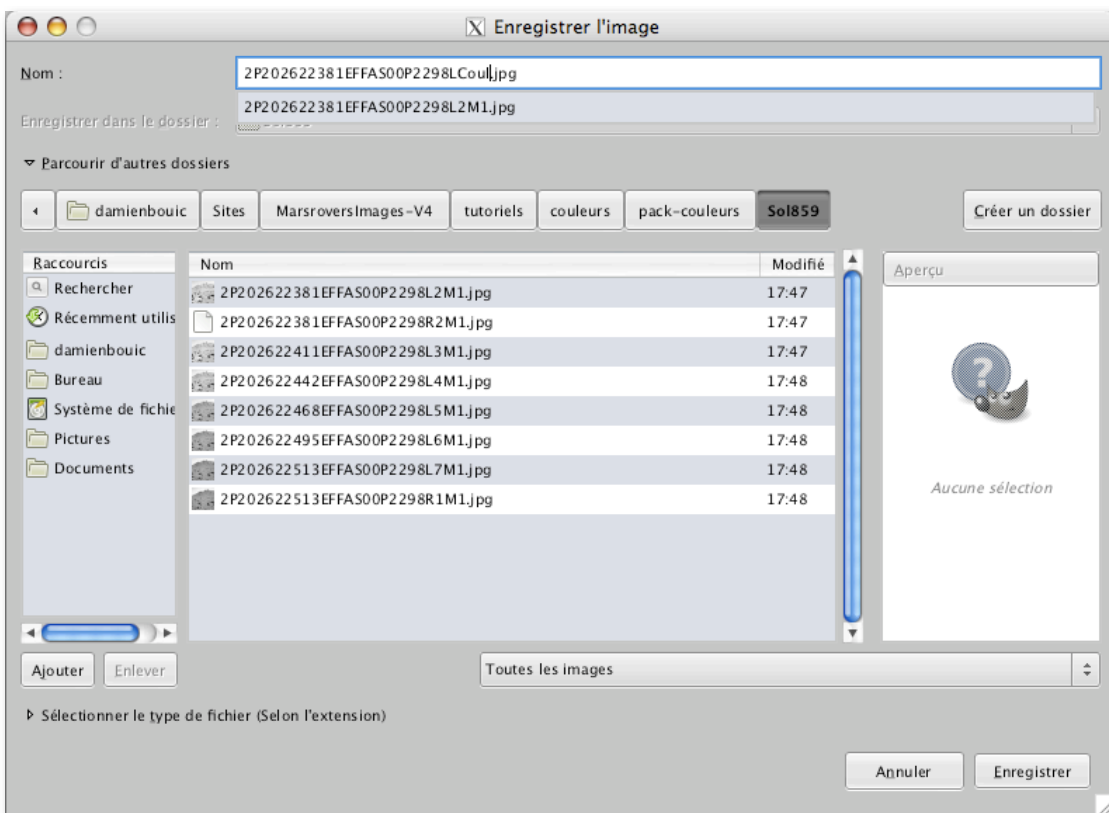 Enregistrer l'image
Nom :
2P202622381EFFAS00P2298LCoul.jpg
2P202622381EFFAS00P2298L2M1.jpg
Enregistrer dans le dossier :
Parcourir d'autres dossiers
damienbouic Sites MarsroversImages-V4 tutoriels couleurs pack-couleurs Sol859 Créer un dossier
Raccourcis Nom Modifié Aperçu
Rechercher 2P202622381EFFAS00P2298L2M1.jpg 17:47
Récemment utilis 2P202622381EFFAS00P2298R2M1.jpg 17:47
damienbouic 2P202622411EFFAS00P2298L3M1.jpg 17:47
Bureau 2P202622442EFFAS00P2298L4M1.jpg 17:48
Système de fichie 2P202622468EFFAS00P2298L5M1.jpg 17:48
Pictures 2P202622495EFFAS00P2298L6M1.jpg 17:48
Documents 2P202622513EFFAS00P2298L7M1.jpg 17:48
2P202622513EFFAS00P2298R1M1.jpg 17:48
Aucune sélection
Ajouter Enlever Toutes les images
Sélectionner le type de fichier (Selon l'extension)
Annuler Enregistrer